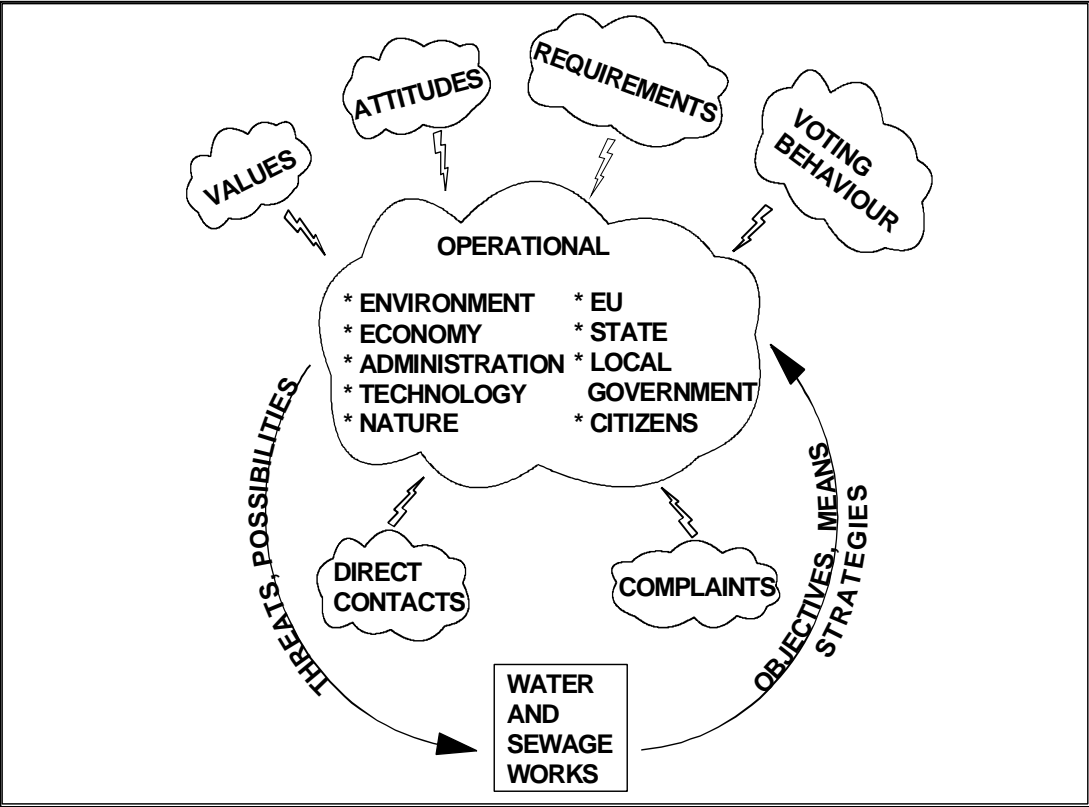 VALUES
ATTITUDES
REQUIREMENTS
VOTING
BEHAVIOUR
OPERATIONAL
* ENVIRONMENT
* ECONOMY
* ADMINISTRATION
* TECHNOLOGY
* NATURE
* EU
* STATE
* LOCAL
GOVERNMENT
* CITIZENS
THREATS, POSSIBILITIES
DIRECT
CONTACTS
COMPLAINTS
OBJECTIVES, MEANS
STRATEGIES
WATER
AND
SEWAGE
WORKS